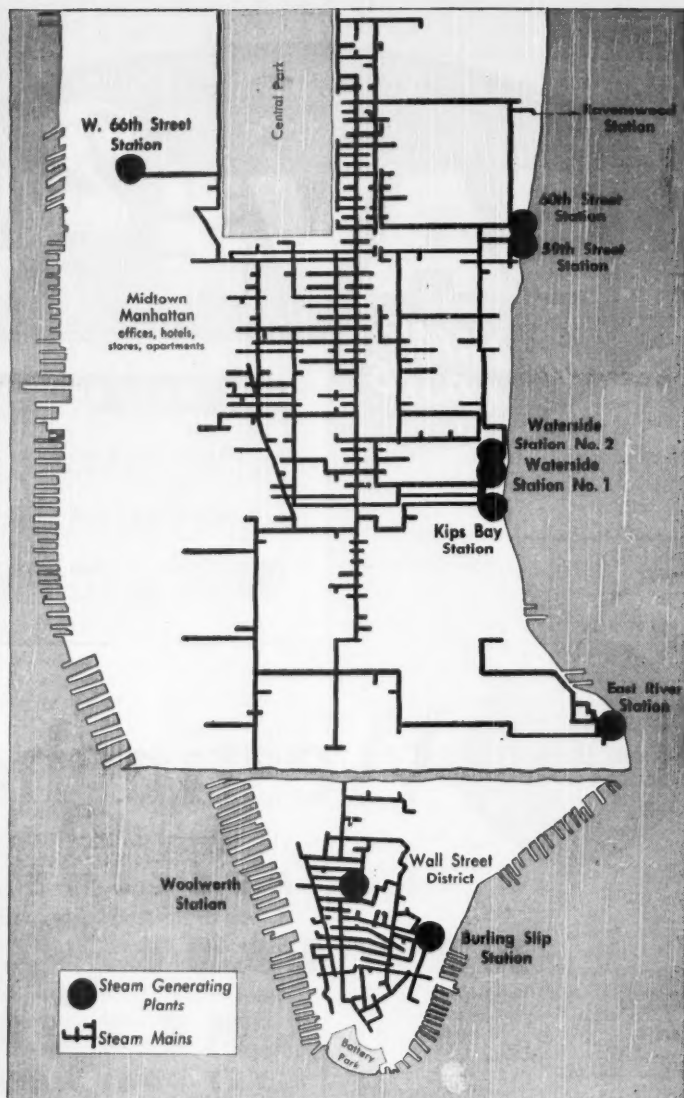 Central Park
W. 66th Street
Station
Ravenswood
Station
60th Street
Station
59th Street
Station
Midtown
Manhattan
offices, hotels,
stores, apartments
Waterside
Station No. 2
Waterside
Station No. 1
Kips Bay
Station
East River
Station
Wall Street
District
Woolworth
Station
Burling Slip
Station
Steam Generating
Plants
Steam Mains
Battery
Park